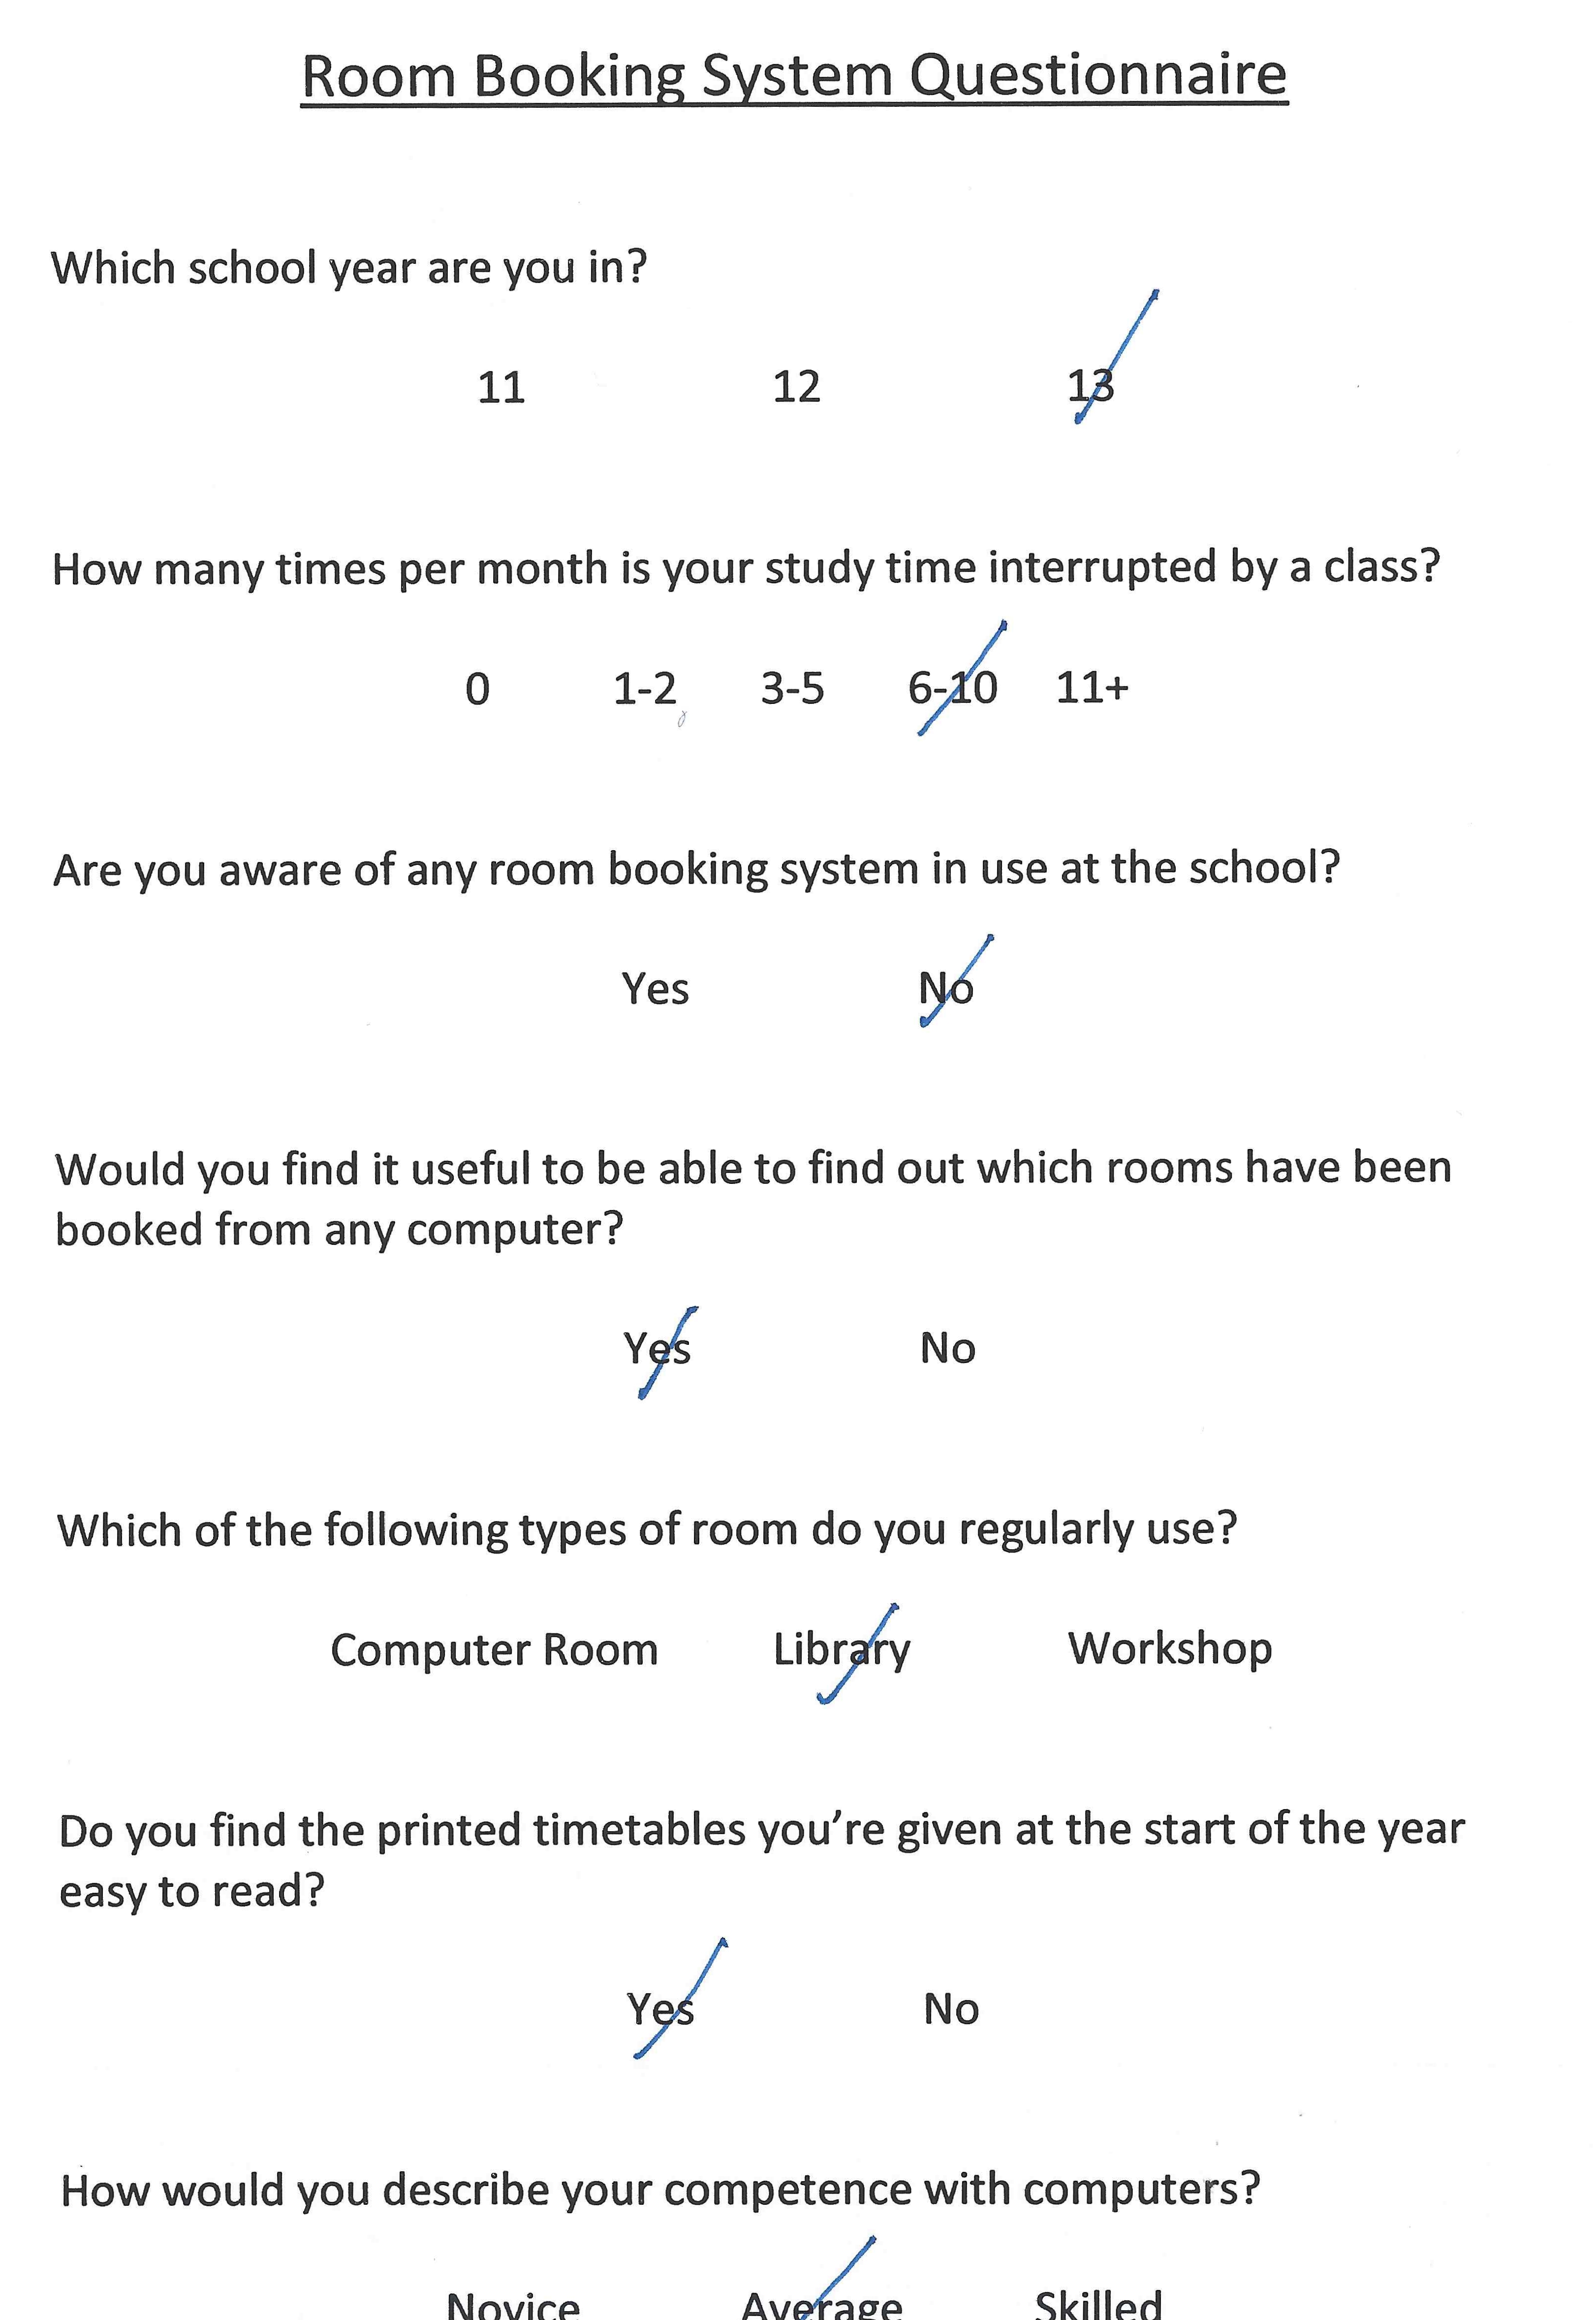 Room Booking System Questionnaire
Which school year are you in?
11 12 13
How many times per month is your study time interrupted by a class?
0 1-2 3-5 6-10 11+
Are you aware of any room booking system in use at the school?
Yes No
Would you find it useful to be able to find out which rooms have been
booked from any computer?
Yes No
Which of the following types of room do you regularly use?
Computer Room Library Workshop
Do you find the printed timetables you're given at the start of the year
easy to read?
Yes No
How would you describe your competence with computers?
Novice Average Skilled